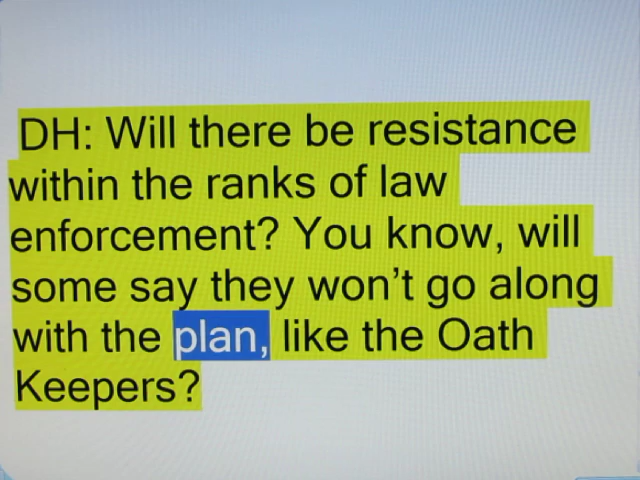 DH: Will there be resistance
within the ranks of law
enforcement? You know, will
some say they won’t go along
with the plan, like the Oath
Keepers?